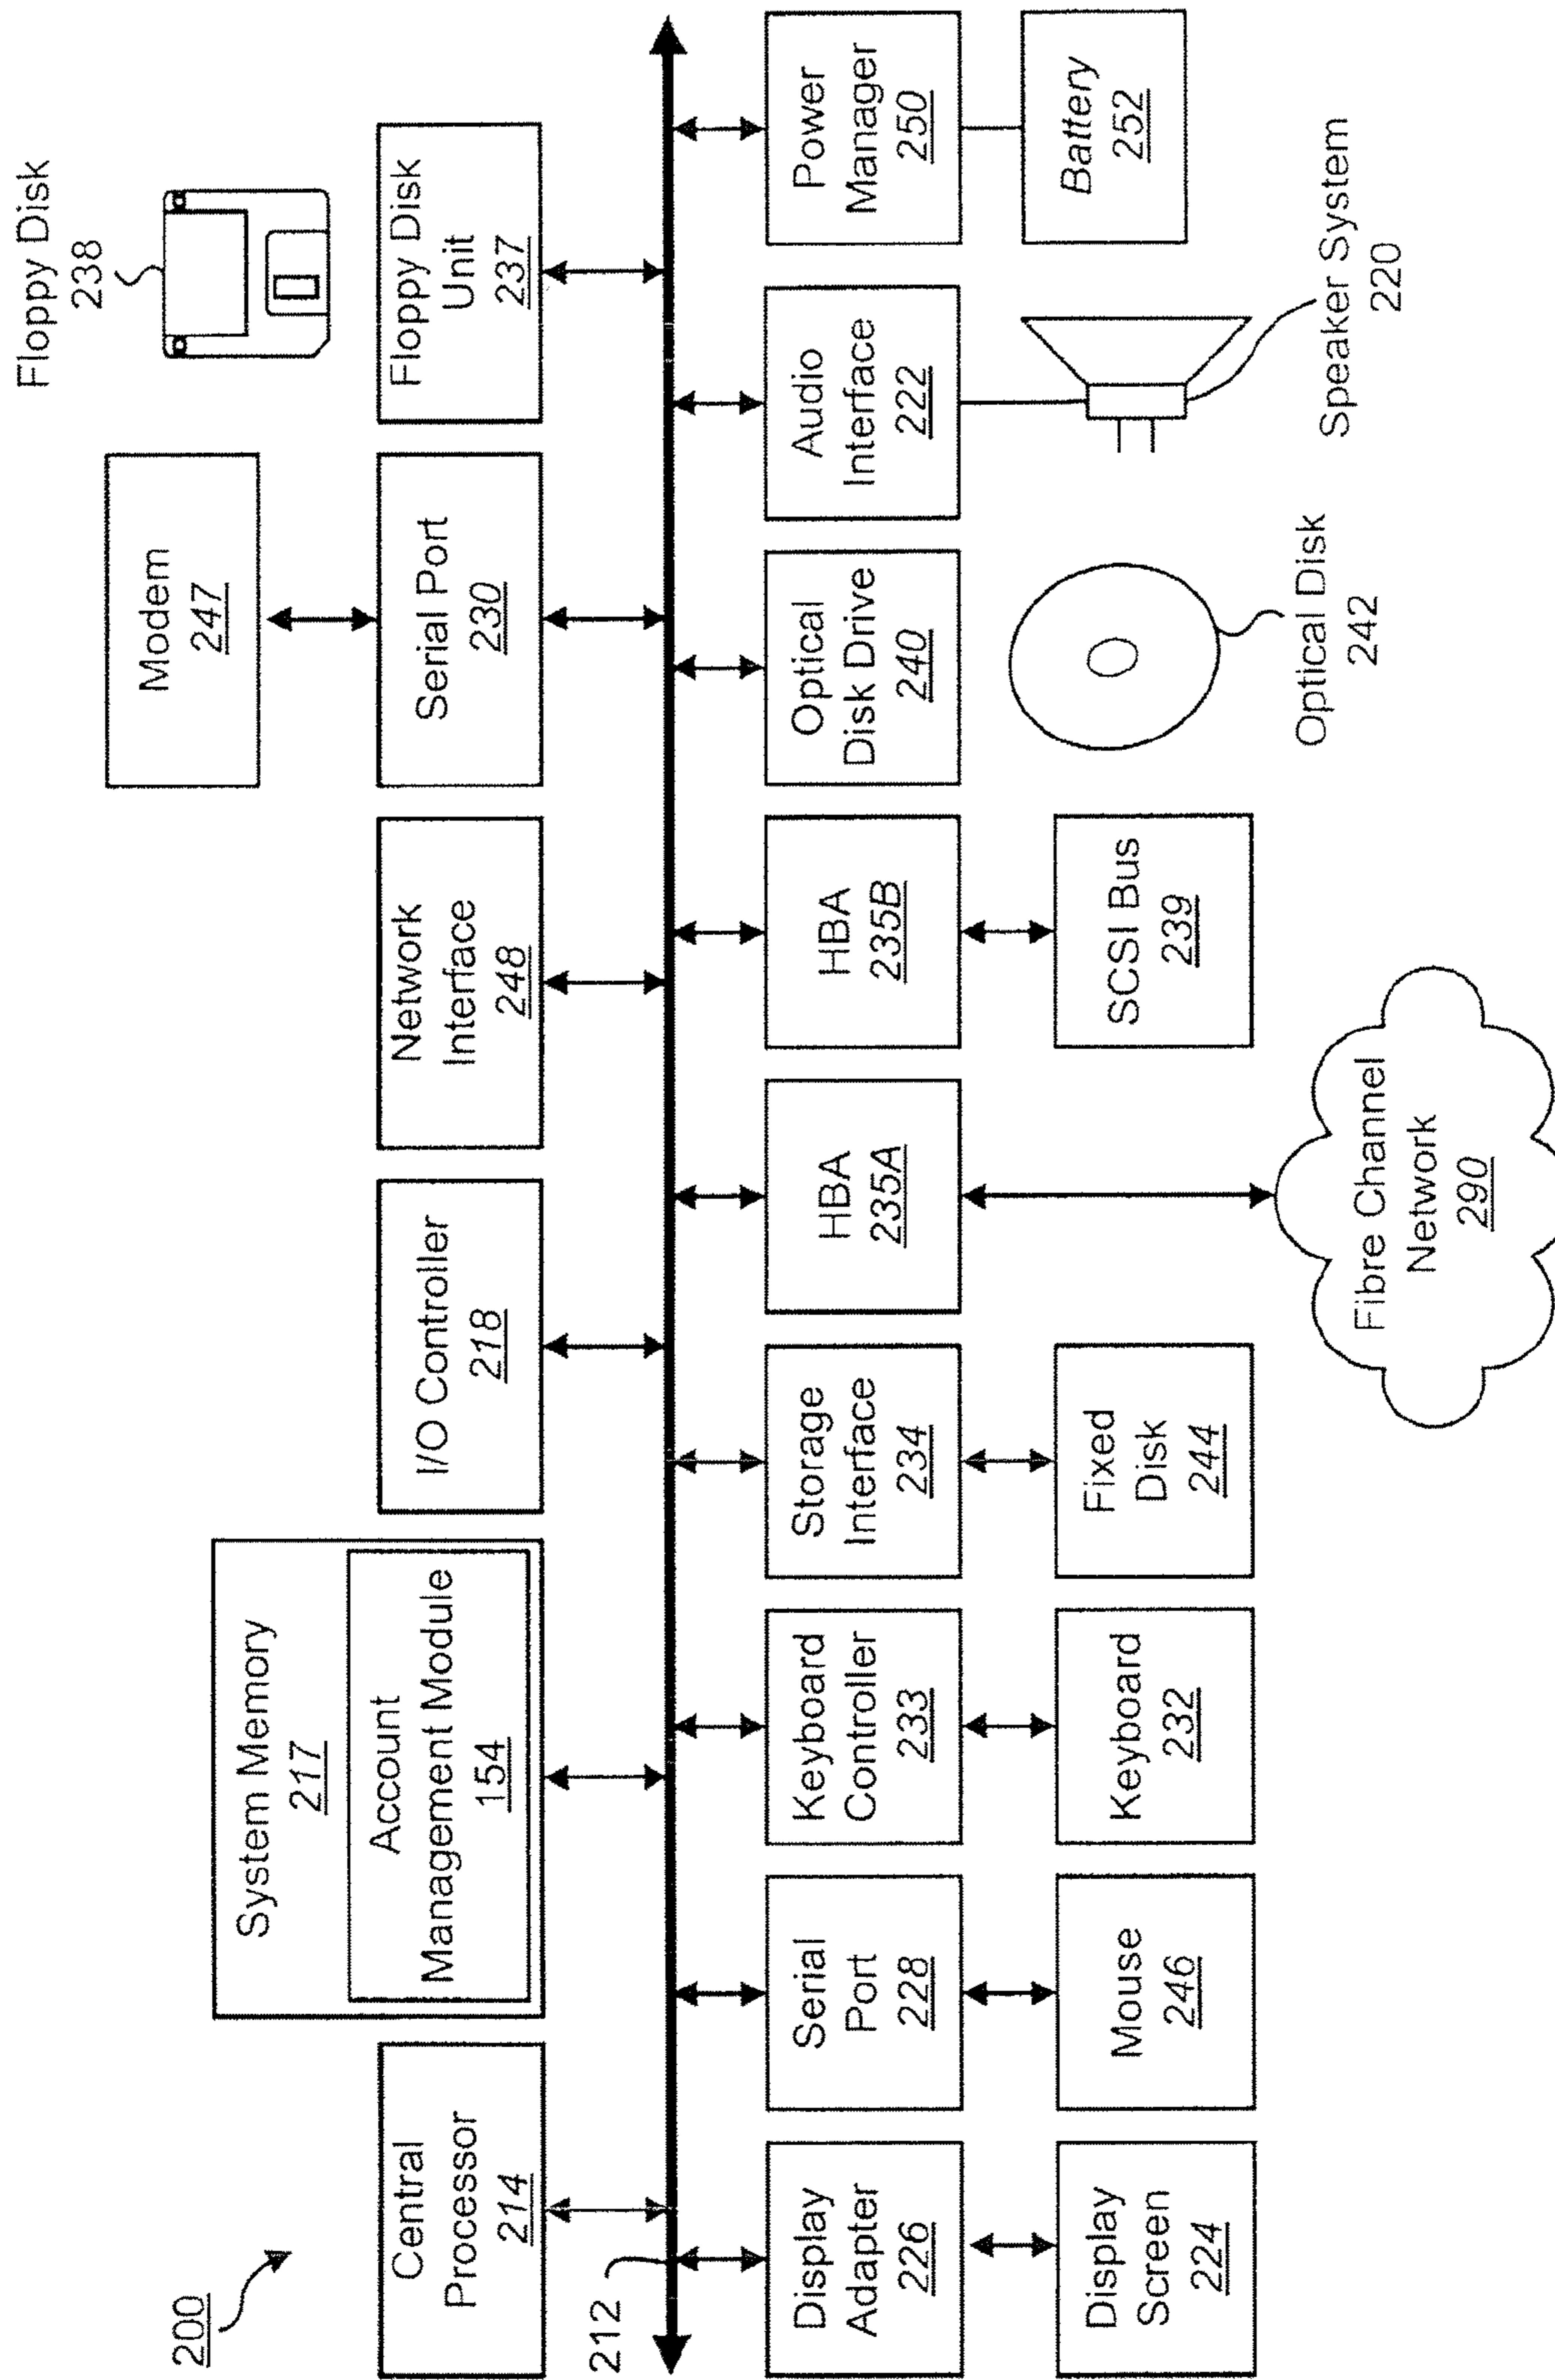 200
Central
Processor
214
System Memory
217
Account
Management Module
154
I/O Controller
218
Network
Interface
248
Modem
247
Serial Port
230
Floppy Disk
238
Floppy Disk
Unit
237
212
Display
Adapter
226
Serial
Port
228
Keyboard
Controller
233
Storage
Interface
234
HBA
235A
HBA
235B
Optical
Disk Drive
240
Audio
Interface
222
Power
Manager
250
Display
Screen
224
Mouse
246
Keyboard
232
Fixed
Disk
244
Fibre Channel
Network
290
SCSI Bus
239
Optical Disk
242
Speaker System
220
Battery
252